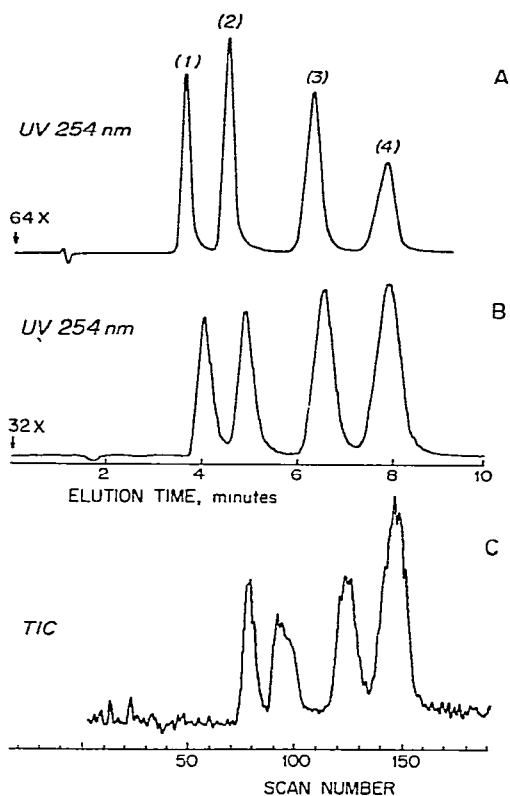 (2)
(1)
(3)
A
UV 254 nm
(4)
64 X
B
UV 254 nm
32 X
2 4 6 8 10
ELUTION TIME, minutes
C
TIC
50 100 150
SCAN NUMBER